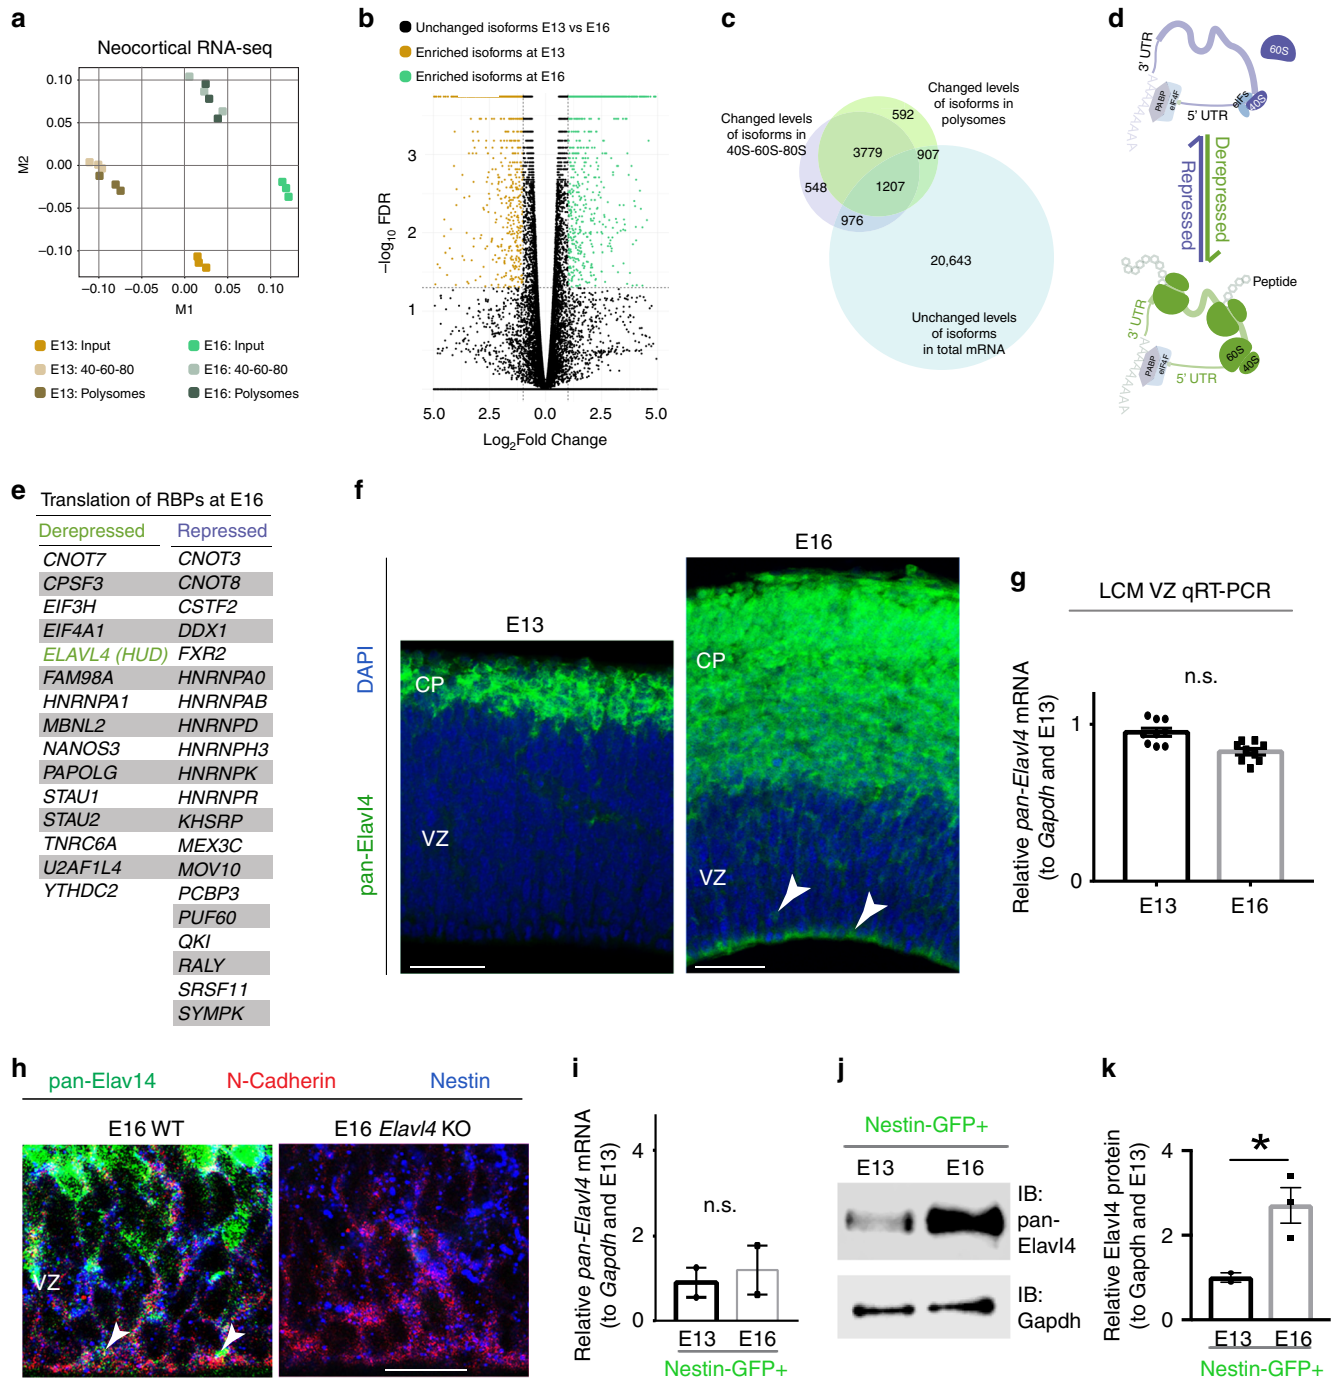 a
Neocortical RNA-seq
0.10
0.05
0.00
−0.05
−0.10
M2
−0.10 −0.05 0.00 0.05 0.10
M1
E13: Input
E13: 40-60-80
E13: Polysomes
E16: Input
E16: 40-60-80
E16: Polysomes
b
Unchanged isoforms E13 vs E16
Enriched isoforms at E13
Enriched isoforms at E16
−log10 FDR
3
2
1
5.0 2.5 0.0 2.5 5.0
Log2Fold Change
c
Changed levels
of isoforms in
40S-60S-80S
Changed levels
of isoforms in
polysomes
592
3779
907
548
1207
976
20,643
Unchanged levels
of isoforms
in total mRNA
d
3' UTR
60S
PABP
eIF4F
eIFs
40S
5' UTR
AAAAAA
Repressed
Derepressed
Peptide
3' UTR
60S
40S
PABP
eIF4F
5' UTR
AAAAAA
e
Translation of RBPs at E16
Derepressed Repressed
CNOT7 CNOT3
CPSF3 CNOT8
EIF3H CSTF2
EIF4A1 DDX1
ELAVL4 (HUD) FXR2
FAM98A HNRNPA0
HNRNPA1 HNRNPAB
MBNL2 HNRNPD
NANOS3 HNRNPH3
PAPOLG HNRNPK
STAU1 HNRNPR
STAU2 KHSRP
TNRC6A MEX3C
U2AF1L4 MOV10
YTHDC2 PCBP3
PUF60
QKI
RALY
SRSF11
SYMPK
f
pan-Elavl4 DAPI
E13
CP
VZ
E16
CP
VZ
g
LCM VZ qRT-PCR
n.s.
Relative pan-Elavl4 mRNA
(to Gapdh and E13)
1
0
E13 E16
h
pan-Elav14 N-Cadherin Nestin
E16 WT E16 Elavl4 KO
VZ
i
Relative pan-Elavl4 mRNA
(to Gapdh and E13)
4
2
0
n.s.
E13 E16
Nestin-GFP+
j
Nestin-GFP+
E13 E16
IB:
pan-
Elavl4
IB:
Gapdh
k
Relative Elavl4 protein
(to Gapdh and E13)
4
2
0
*
E13 E16
Nestin-GFP+